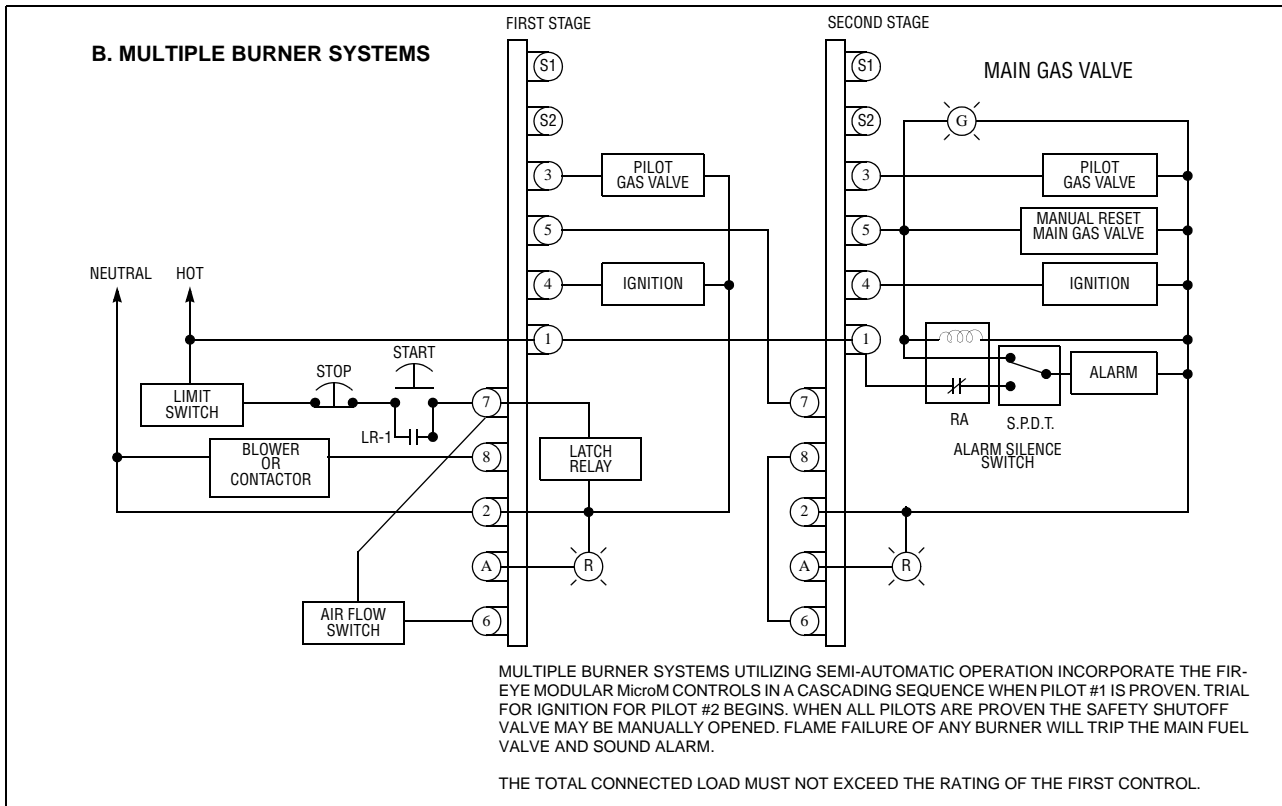 FIRST STAGE
SECOND STAGE
B. MULTIPLE BURNER SYSTEMS
MAIN GAS VALVE
S1
S2
3
PILOT
GAS VALVE
5
4
IGNITION
1
NEUTRAL
HOT
LIMIT
SWITCH
STOP
START
LR-1
7
BLOWER
OR
CONTACTOR
8
LATCH
RELAY
2
A
R
AIR FLOW
SWITCH
6
S1
S2
G
3
PILOT
GAS VALVE
5
MANUAL RESET
MAIN GAS VALVE
4
IGNITION
1
ALARM
RA
S.P.D.T.
ALARM SILENCE
SWITCH
7
8
2
A
R
6
MULTIPLE BURNER SYSTEMS UTILIZING SEMI-AUTOMATIC OPERATION INCORPORATE THE FIR-
EYE MODULAR MicroM CONTROLS IN A CASCADING SEQUENCE WHEN PILOT #1 IS PROVEN. TRIAL
FOR IGNITION FOR PILOT #2 BEGINS. WHEN ALL PILOTS ARE PROVEN THE SAFETY SHUTOFF
VALVE MAY BE MANUALLY OPENED. FLAME FAILURE OF ANY BURNER WILL TRIP THE MAIN FUEL
VALVE AND SOUND ALARM.
THE TOTAL CONNECTED LOAD MUST NOT EXCEED THE RATING OF THE FIRST CONTROL.